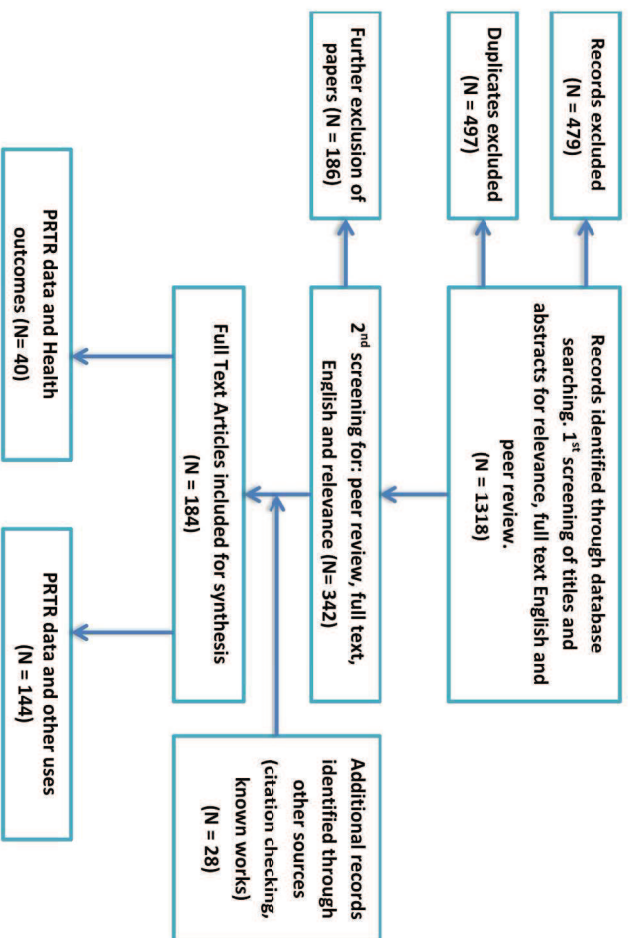 Records identified through database
searching. 1st screening of titles and
abstracts for relevance, full text English and
peer review.
(N = 1318)
Records excluded
(N = 479)
Duplicates excluded
(N = 497)
2nd screening for: peer review, full text,
English and relevance (N= 342)
Further exclusion of
papers (N = 186)
Additional records
identified through
other sources
(citation checking,
known works)
(N = 28)
Full Text Articles included for synthesis
(N = 184)
PRTR data and Health
outcomes (N= 40)
PRTR data and other uses
(N = 144)